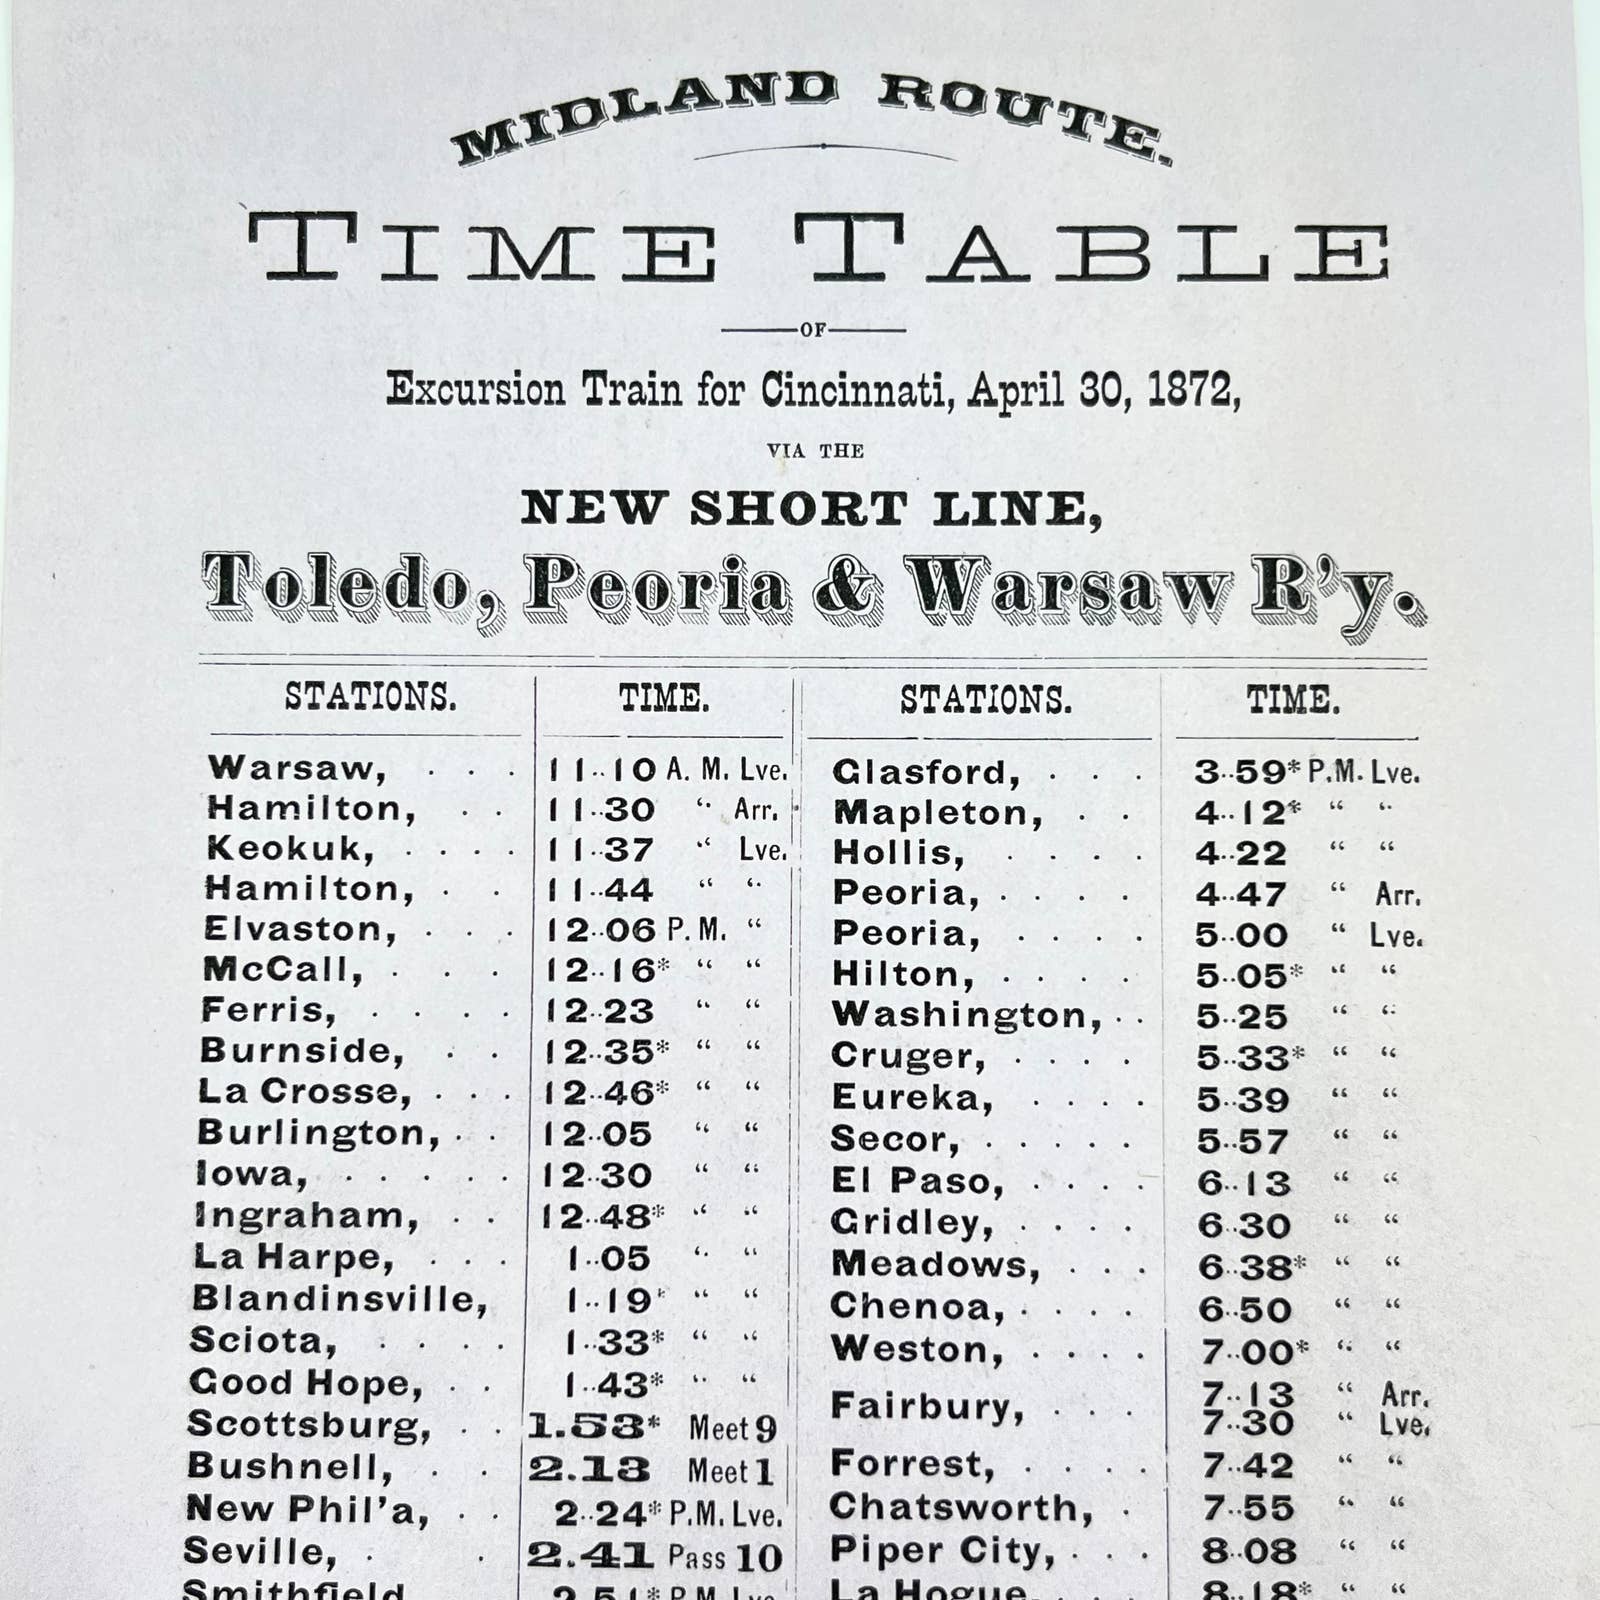 MIDLAND ROUTE.
TIME TABLE
OF
Excursion Train for Cincinnati, April 30, 1872,
VIA THE
NEW SHORT LINE,
Toledo, Peoria & Warsaw R'y.
STATIONS. TIME.
Warsaw, . . . 11..10 A. M. Lve.
Hamilton, . . 11..30 “ Arr.
Keokuk, . . . . 11..37 “ Lve.
Hamilton, . . 11..44 “ “
Elvaston, . . . 12..06 P. M. “
McCall, . . . 12..16* “ “
Ferris, . . . . 12..23 “ “
Burnside, . . 12..35* “ “
La Crosse, . . . 12..46* “ “
Burlington, . . 12..05 “ “
Iowa, . . . . . 12..30 “ “
Ingraham, . . 12..48* “ “
La Harpe, . . . 1..05 “ “
Blandinsville, 1..19* “ “
Sciota, . . . . 1..33* “ “
Good Hope, . . 1..43* “ “
Scottsburg, . . 1.53* Meet 9
Bushnell, . . 2.13 Meet 1
New Phil'a, . . 2..24* P.M. Lve.
Seville, . . 2.41 Pass 10
Smithfield 2..51* P.M. Lve
STATIONS. TIME.
Glasford, . . . 3..59* P.M. Lve.
Mapleton, . . 4..12* “ “
Hollis, . . . . 4..22 “ “
Peoria, . . . . 4..47 “ Arr.
Peoria, . . . . 5..00 “ Lve.
Hilton, . . . . 5..05* “ “
Washington, . . 5..25 “ “
Cruger, . . . . 5..33* “ “
Eureka, . . . . 5..39 “ “
Secor, . . . . . 5..57 “ “
El Paso, . . . . 6..13 “ “
Gridley, . . . . 6..30 “ “
Meadows, . . . 6..38* “ “
Chenoa, . . . . 6..50 “ “
Weston, . . . . 7..00* “ “
Fairbury, . . . 7..13 “ Arr.
7..30 “ Lve.
Forrest, . . . . 7..42 “ “
Chatsworth, . 7..55 “ “
Piper City, . . . 8..08 “ “
La Hogue, . . . 8..18* “ “